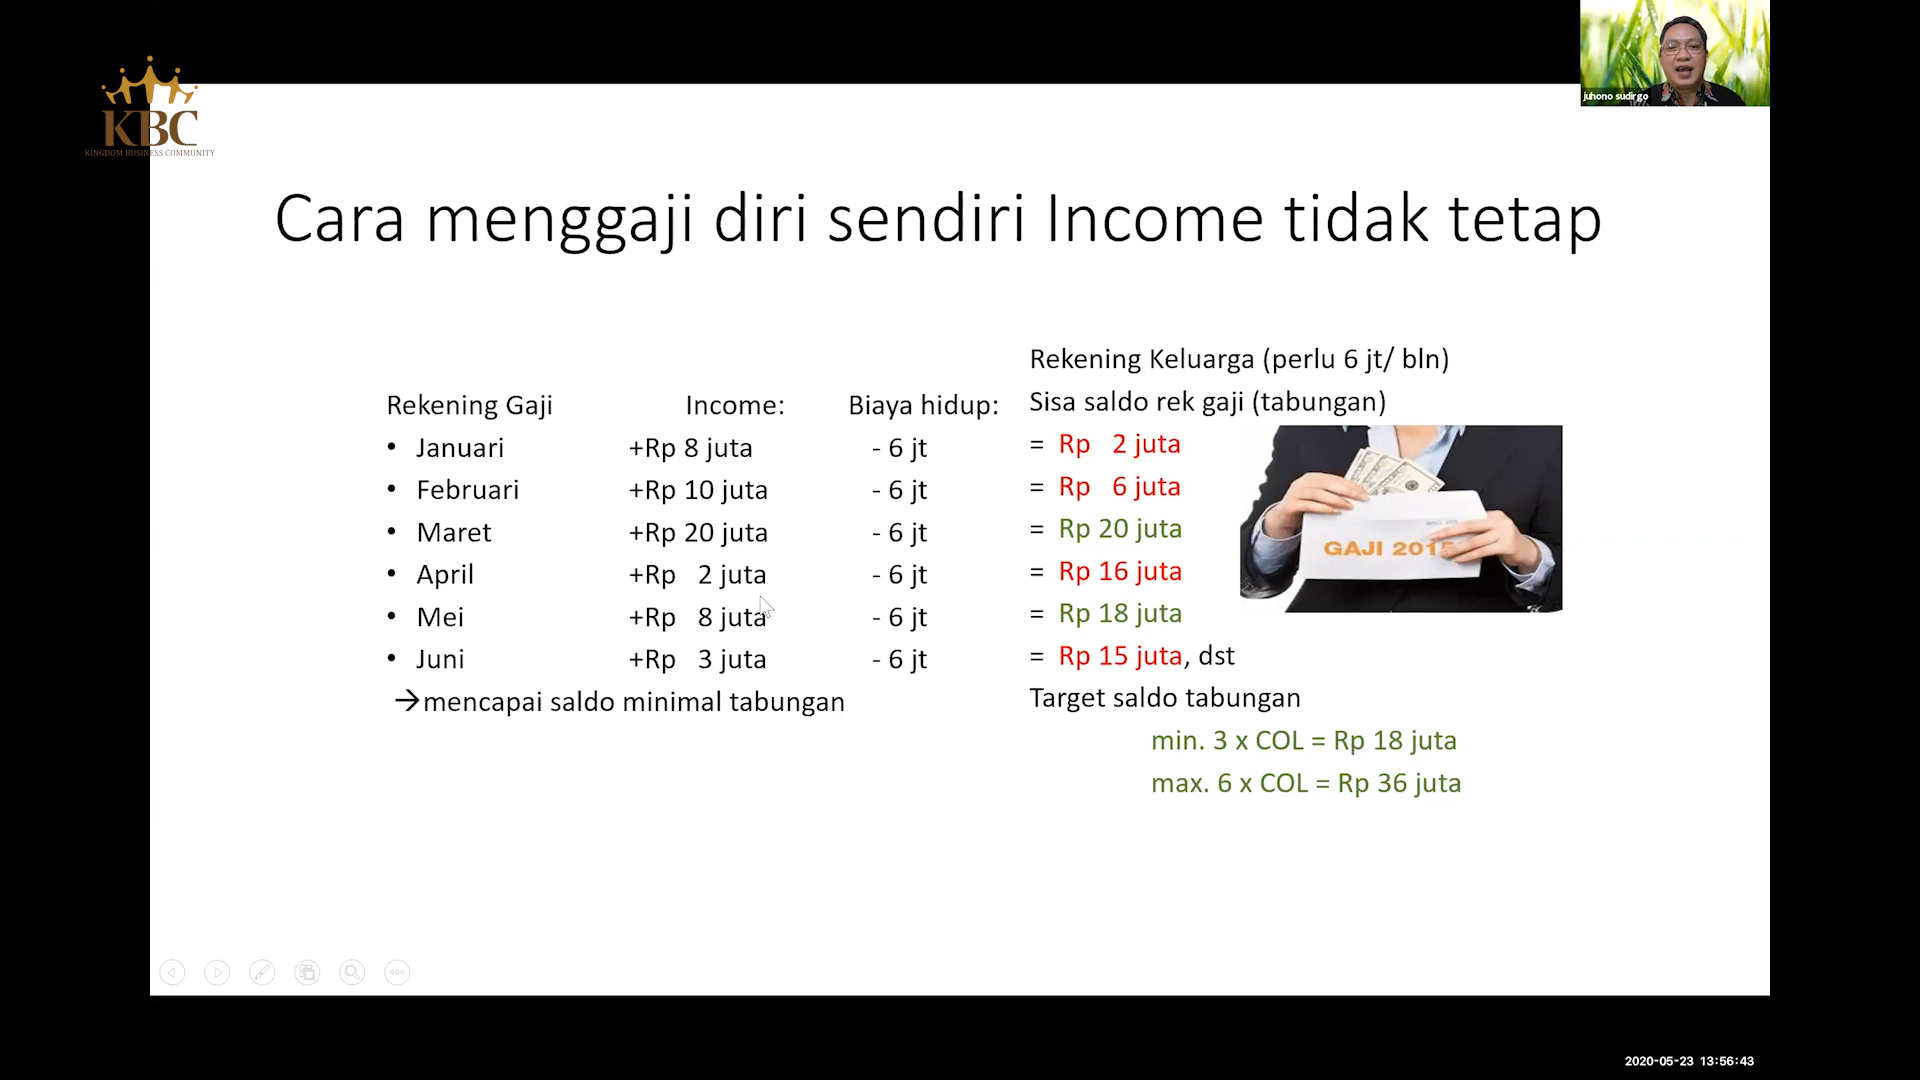 KBC
KINGDOM BUSINESS COMMUNITY
juhono sudirgo
Cara menggaji diri sendiri Income tidak tetap
Rekening Keluarga (perlu 6 jt/ bln)
Rekening Gaji Income: Biaya hidup: Sisa saldo rek gaji (tabungan)
• Januari +Rp 8 juta - 6 jt = Rp 2 juta
• Februari +Rp 10 juta - 6 jt = Rp 6 juta
• Maret +Rp 20 juta - 6 jt = Rp 20 juta
• April +Rp 2 juta - 6 jt = Rp 16 juta
• Mei +Rp 8 juta - 6 jt = Rp 18 juta
• Juni +Rp 3 juta - 6 jt = Rp 15 juta, dst
→mencapai saldo minimal tabungan Target saldo tabungan
min. 3 x COL = Rp 18 juta
max. 6 x COL = Rp 36 juta
GAJI 2015
2020-05-23 13:56:43